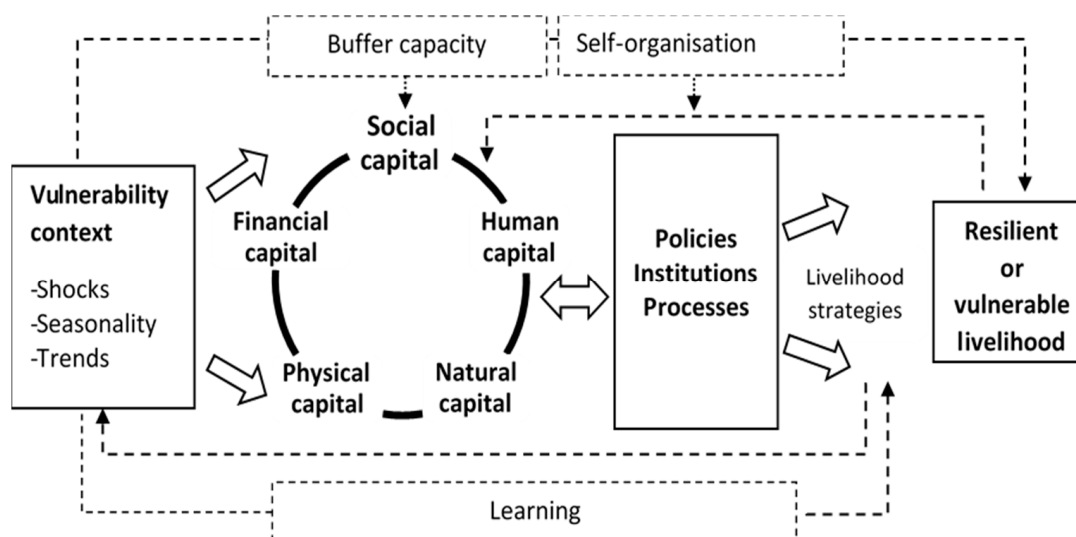 Buffer capacity
Self-organisation
Social
capital
Vulnerability
context
-Shocks
-Seasonality
-Trends
Financial
capital
Human
capital
Physical
capital
Natural
capital
Policies
Institutions
Processes
Livelihood
strategies
Resilient
or
vulnerable
livelihood
Learning